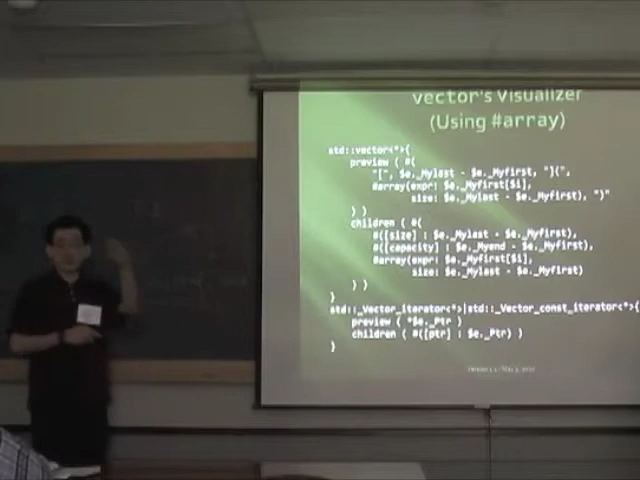 vector's Visualizer
(Using #array)
std::vector<*>{
preview ( #(
"[", $e._Mylast - $e._Myfirst, "](",
#array(expr: $e._Myfirst[$i],
size: $e._Mylast - $e._Myfirst), ")"
) )
children ( #(
#([size] : $e._Mylast - $e._Myfirst),
#([capacity] : $e._Myend - $e._Myfirst),
#array(expr: $e._Myfirst[$i],
size: $e._Mylast - $e._Myfirst)
) )
}
std::_Vector_iterator<*>|std::_Vector_const_iterator<*>{
preview ( *$e._Ptr )
children ( #([ptr] : $e._Ptr) )
}